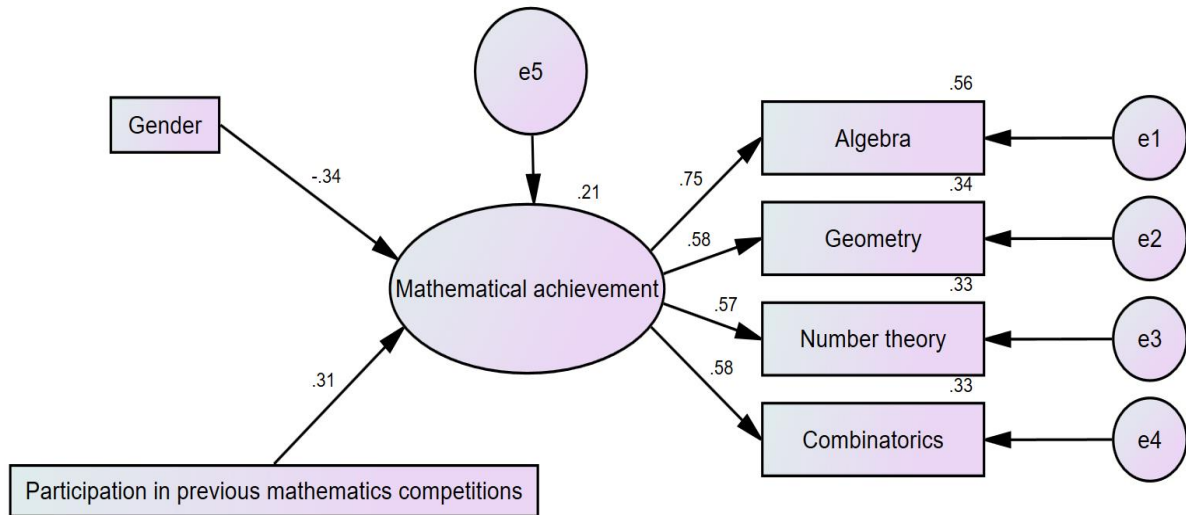 e5
.56
Gender
Algebra
e1
-.34
.21
.75
.34
.58
Geometry
e2
Mathematical achievement
.33
.57
Number theory
e3
.31
.58
.33
Combinatorics
e4
Participation in previous mathematics competitions